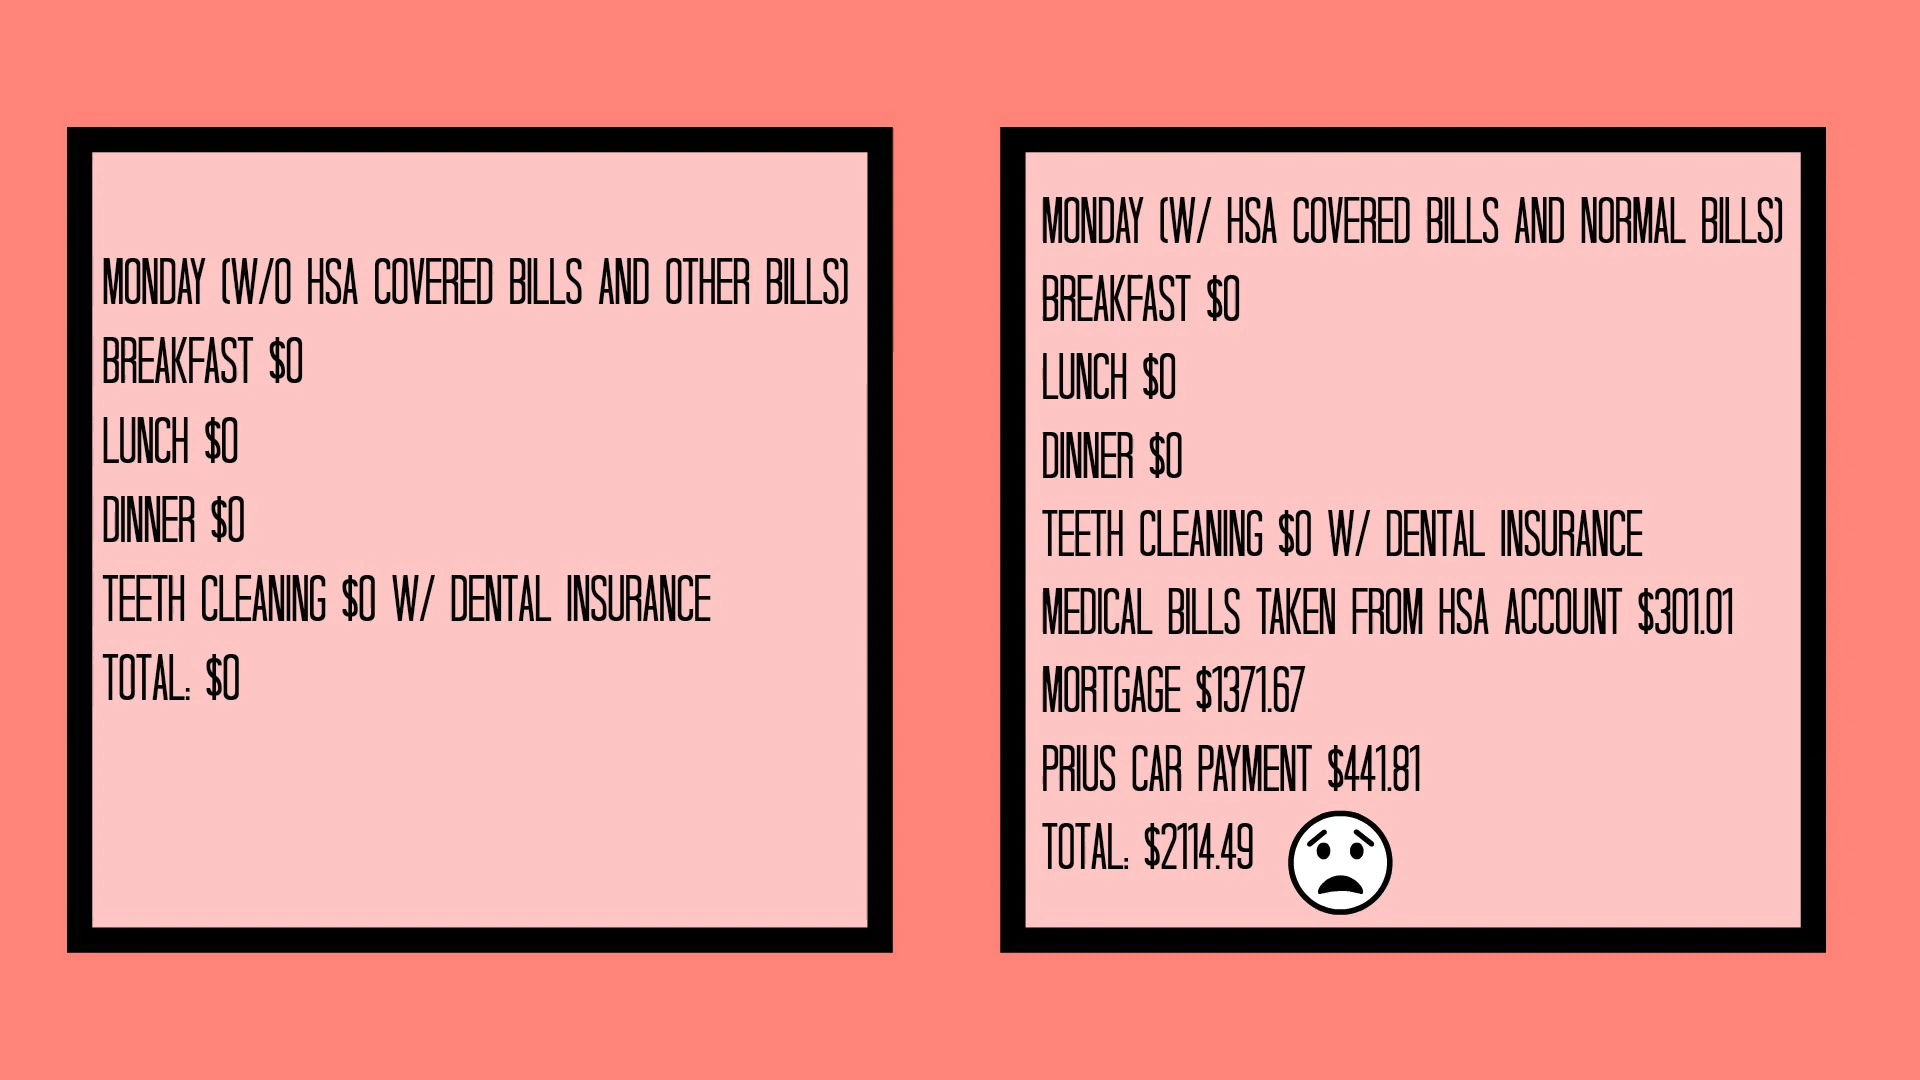 MONDAY (W/O HSA COVERED BILLS AND OTHER BILLS)
BREAKFAST $0
LUNCH $0
DINNER $0
TEETH CLEANING $0 W/ DENTAL INSURANCE
TOTAL: $0
MONDAY (W/ HSA COVERED BILLS AND NORMAL BILLS)
BREAKFAST $0
LUNCH $0
DINNER $0
TEETH CLEANING $0 W/ DENTAL INSURANCE
MEDICAL BILLS TAKEN FROM HSA ACCOUNT $301.01
MORTGAGE $1371.67
PRIUS CAR PAYMENT $441.81
TOTAL: $2114.49